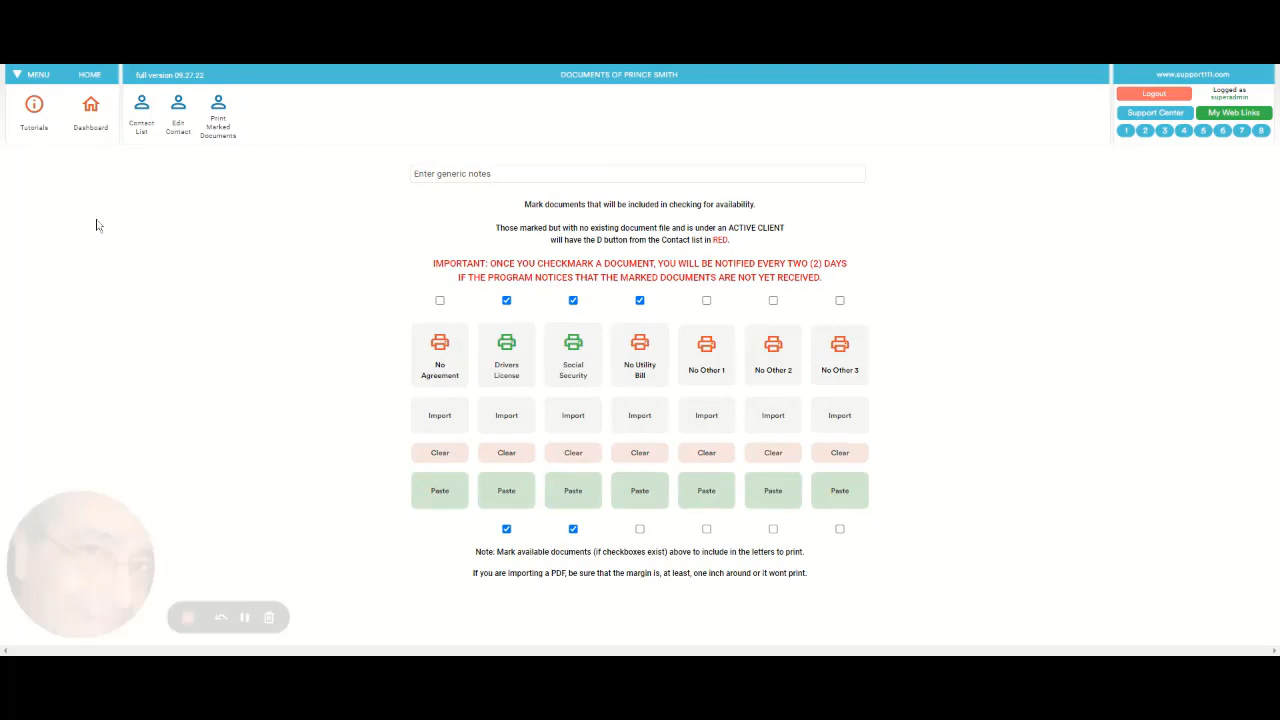 MENU HOME full version 09.27.22 DOCUMENTS OF PRINCE SMITH www.support111.com
Tutorials Dashboard Contact List Edit Contact Print Marked Documents
Logout Logged as superadmin
Support Center My Web Links
1 2 3 4 5 6 7 8
Enter generic notes
Mark documents that will be included in checking for availability.
Those marked but with no existing document file and is under an ACTIVE CLIENT
will have the D button from the Contact list in RED.
IMPORTANT: ONCE YOU CHECKMARK A DOCUMENT, YOU WILL BE NOTIFIED EVERY TWO (2) DAYS
IF THE PROGRAM NOTICES THAT THE MARKED DOCUMENTS ARE NOT YET RECEIVED.
No Agreement Drivers License Social Security No Utility Bill No Other 1 No Other 2 No Other 3
Import Import Import Import Import Import Import
Clear Clear Clear Clear Clear Clear Clear
Paste Paste Paste Paste Paste Paste Paste
Note: Mark available documents (if checkboxes exist) above to include in the letters to print.
If you are importing a PDF, be sure that the margin is, at least, one inch around or it wont print.